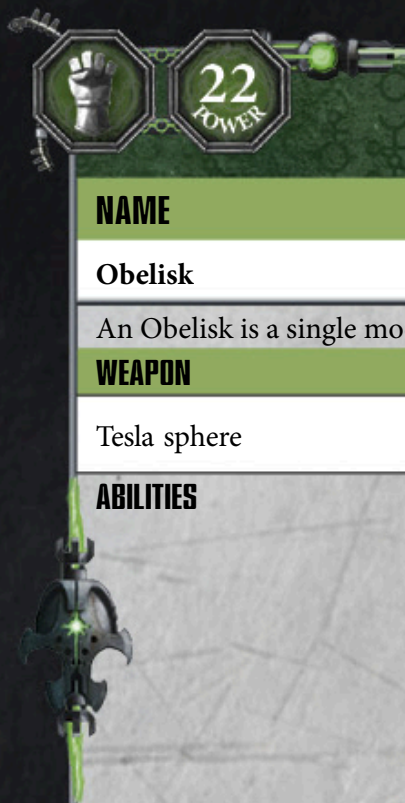 22
POWER
NAME
Obelisk
An Obelisk is a single mo
WEAPON
Tesla sphere
ABILITIES